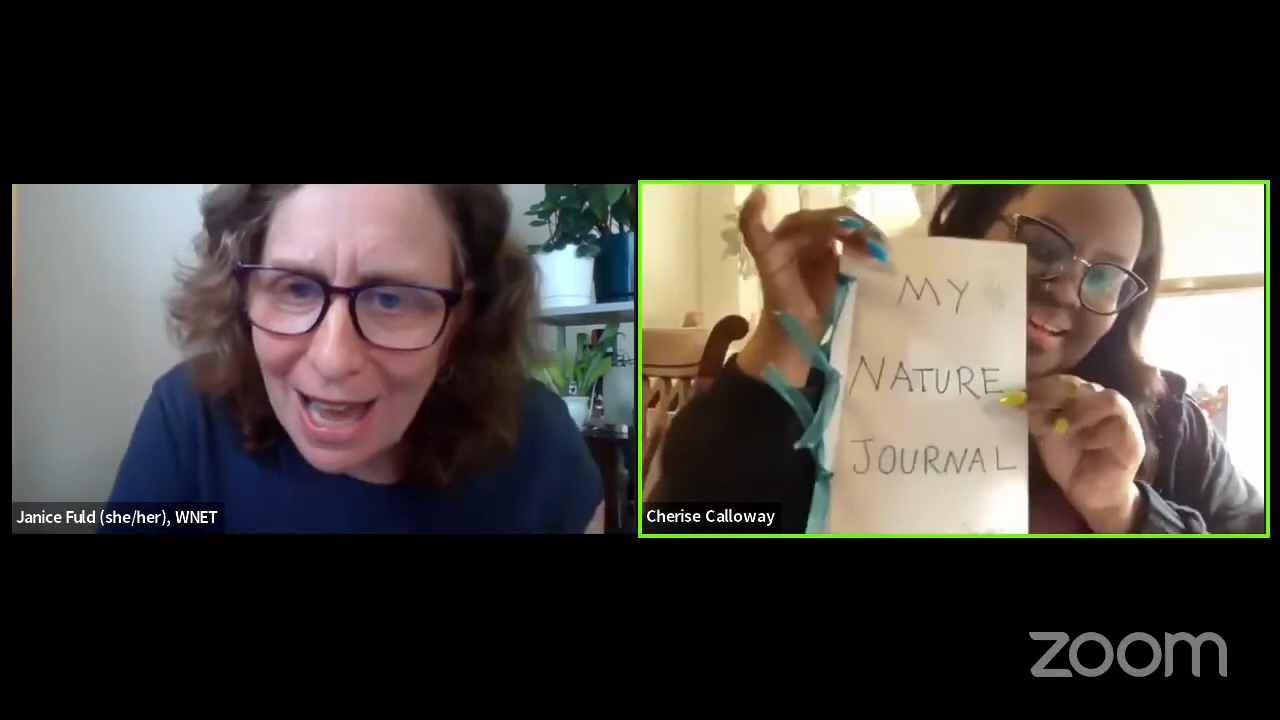 MY
NATURE
JOURNAL
Janice Fuld (she/her), WNET
Cherise Calloway
zoom